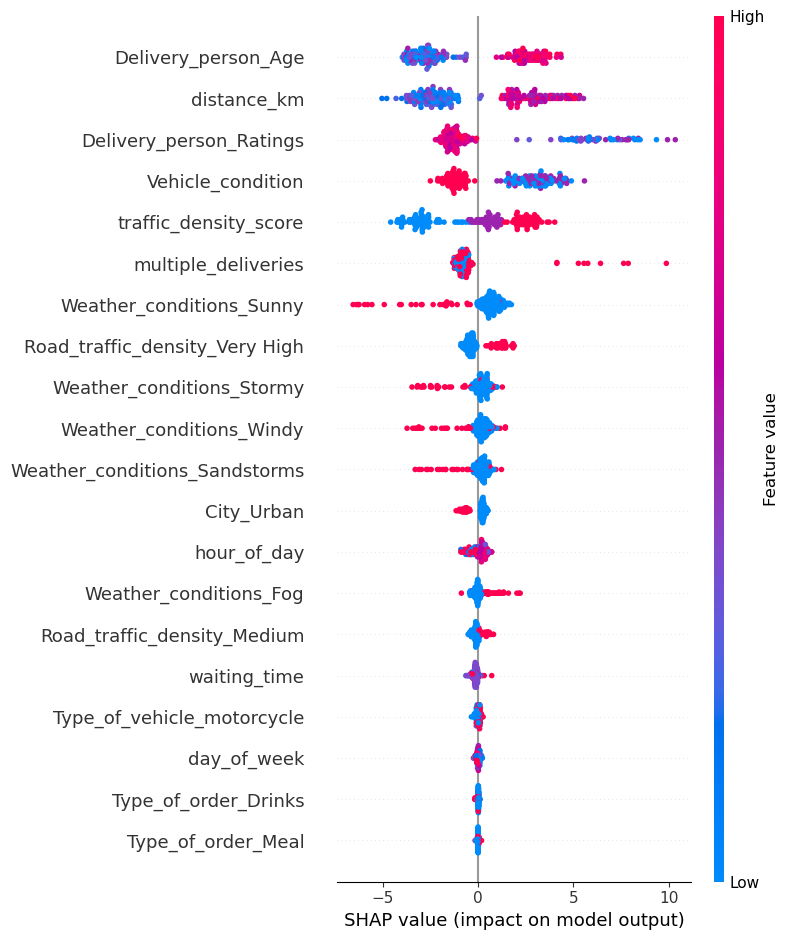 High
Delivery_person_Age
distance_km
Delivery_person_Ratings
Vehicle_condition
traffic_density_score
multiple_deliveries
Weather_conditions_Sunny
Road_traffic_density_Very High
Weather_conditions_Stormy
Weather_conditions_Windy
Weather_conditions_Sandstorms
City_Urban
hour_of_day
Weather_conditions_Fog
Road_traffic_density_Medium
waiting_time
Type_of_vehicle_motorcycle
day_of_week
Type_of_order_Drinks
Type_of_order_Meal
Feature value
Low
−5 0 5 10
SHAP value (impact on model output)